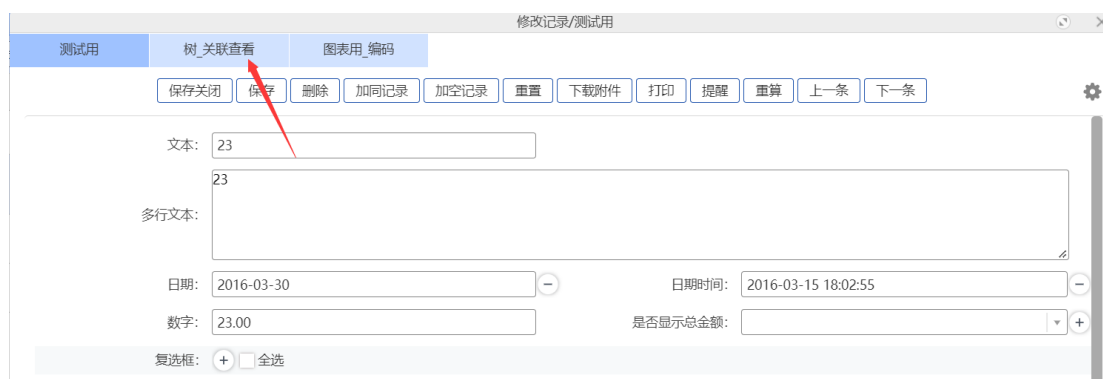 修改记录/测试用
测试用 树_关联查看 图表用_编码
保存关闭 保存 删除 加同记录 加空记录 重置 下载附件 打印 提醒 重算 上一条 下一条
文本: 23
多行文本: 23
日期: 2016-03-30 日期时间: 2016-03-15 18:02:55
数字: 23.00 是否显示总金额:
复选框: 全选